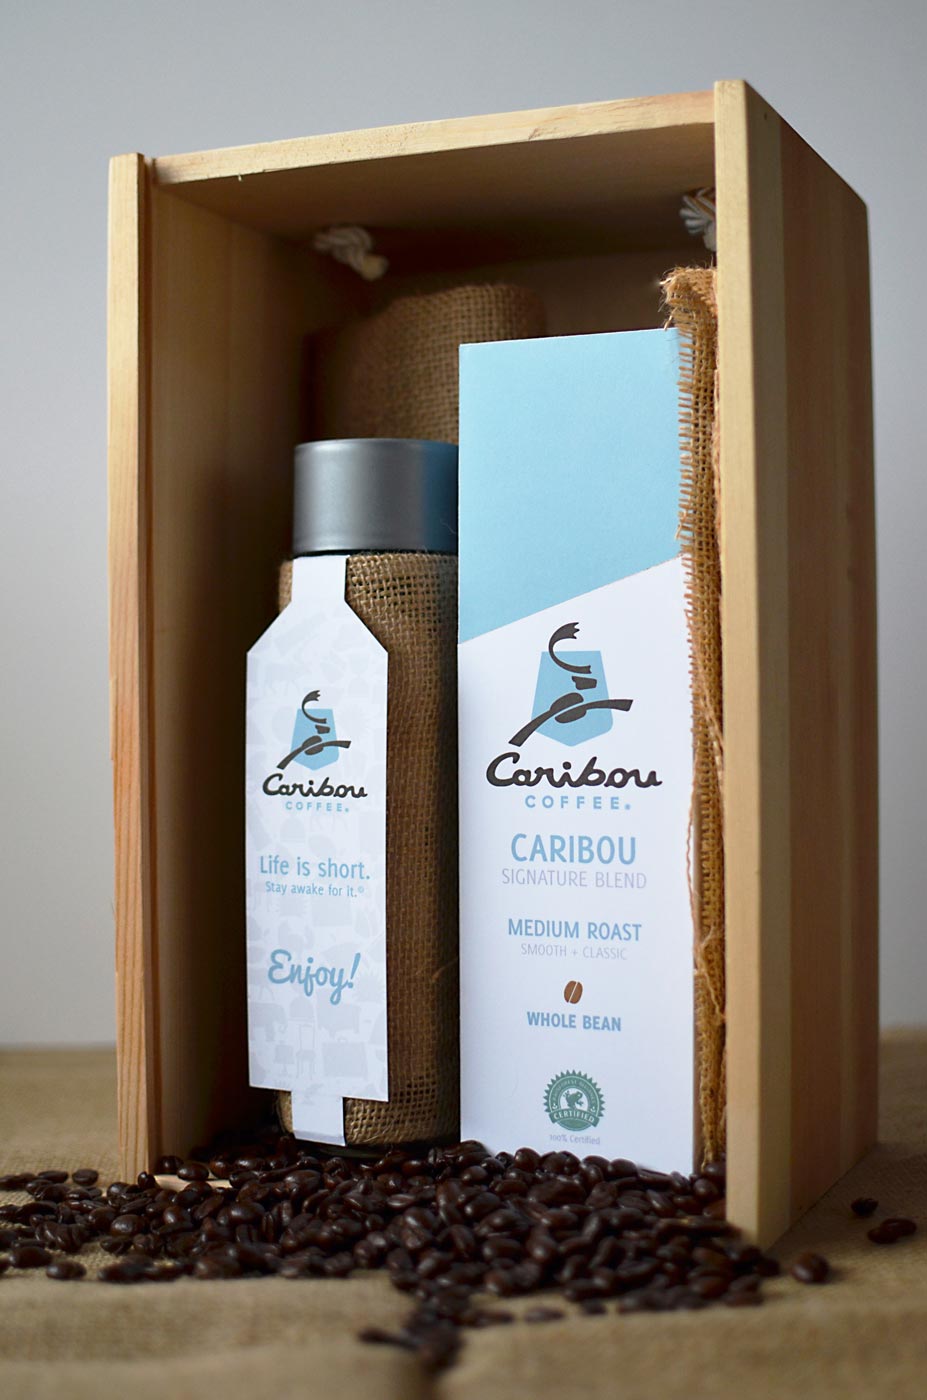 Caribou
COFFEE®
Life is short.
Stay awake for it.®
Enjoy!
Caribou
COFFEE®
CARIBOU
SIGNATURE BLEND
MEDIUM ROAST
SMOOTH + CLASSIC
WHOLE BEAN
CERTIFIED
100% Certified